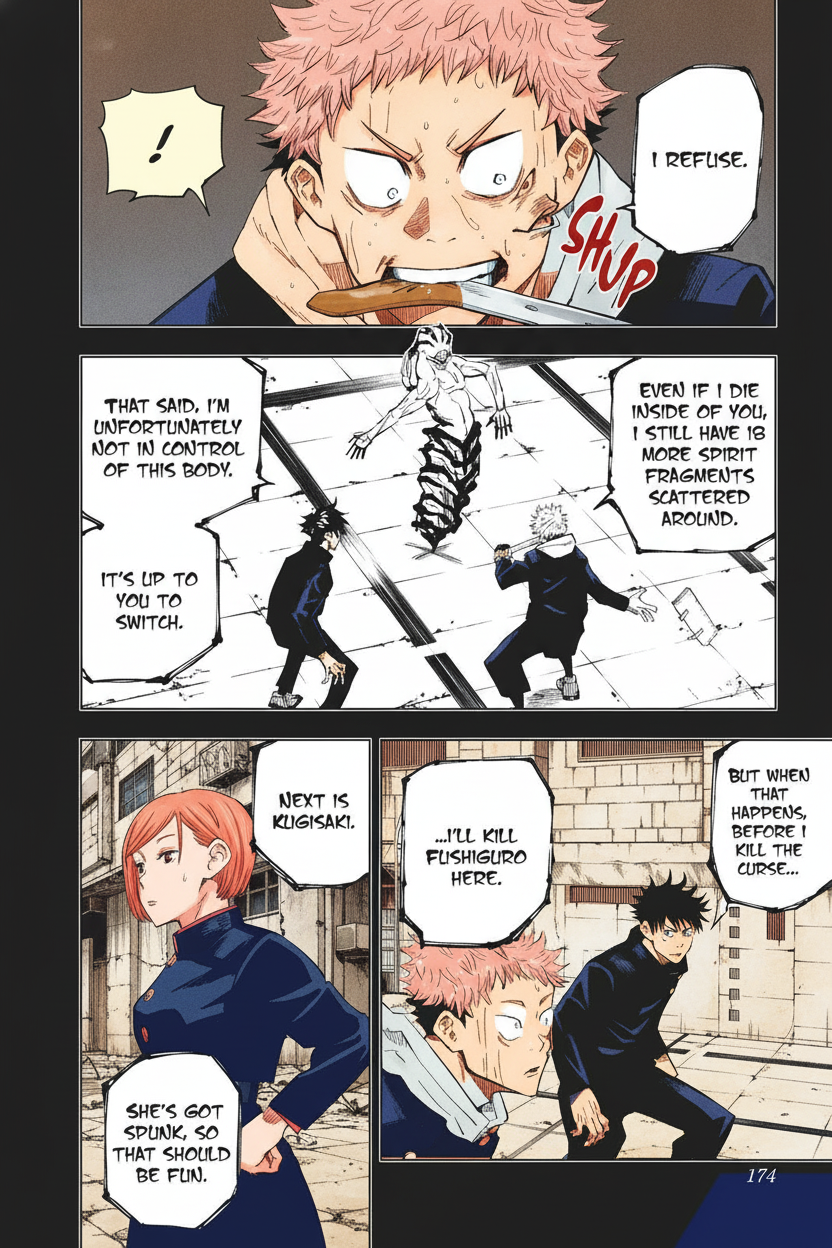 I REFUSE.
!
SHUP
EVEN IF I DIE
INSIDE OF YOU,
I STILL HAVE 18
MORE SPIRIT
FRAGMENTS
SCATTERED
AROUND.
THAT SAID, I'M
UNFORTUNATELY
NOT IN CONTROL
OF THIS BODY.
IT'S UP TO
YOU TO
SWITCH.
BUT WHEN
THAT
HAPPENS,
BEFORE I
KILL THE
CURSE...
...I'LL KILL
FUSHIGURO
HERE.
NEXT IS
KUGISAKI.
SHE'S GOT
SPUNK, SO
THAT SHOULD
BE FUN.
174